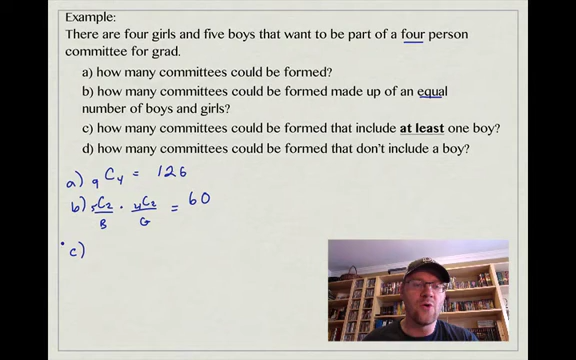 Example:
There are four girls and five boys that want to be part of a four person
committee for grad.
a) how many committees could be formed?
b) how many committees could be formed made up of an equal
number of boys and girls?
c) how many committees could be formed that include at least one boy?
d) how many committees could be formed that don't include a boy?
a) 9C4 = 126
b) 5C2 · 4C2 = 60
B G
c)